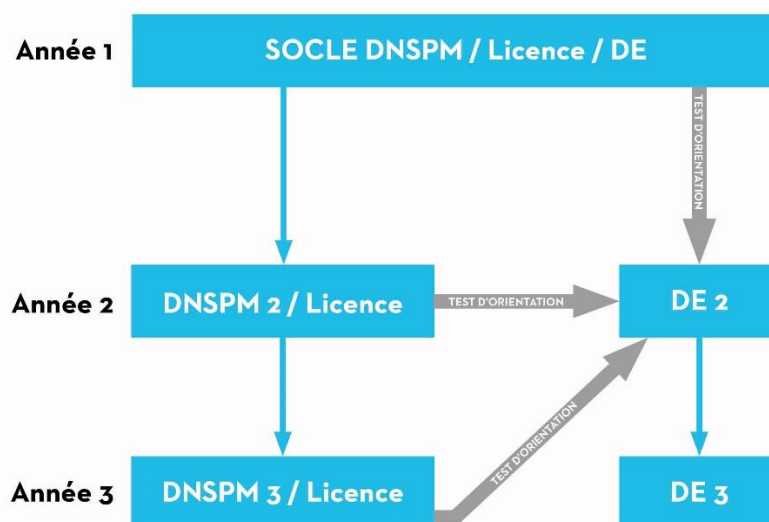 Année 1
SOCLE DNSPM / Licence / DE
TEST D'ORIENTATION
Année 2
DNSPM 2 / Licence
TEST D'ORIENTATION
DE 2
TEST D'ORIENTATION
Année 3
DNSPM 3 / Licence
DE 3